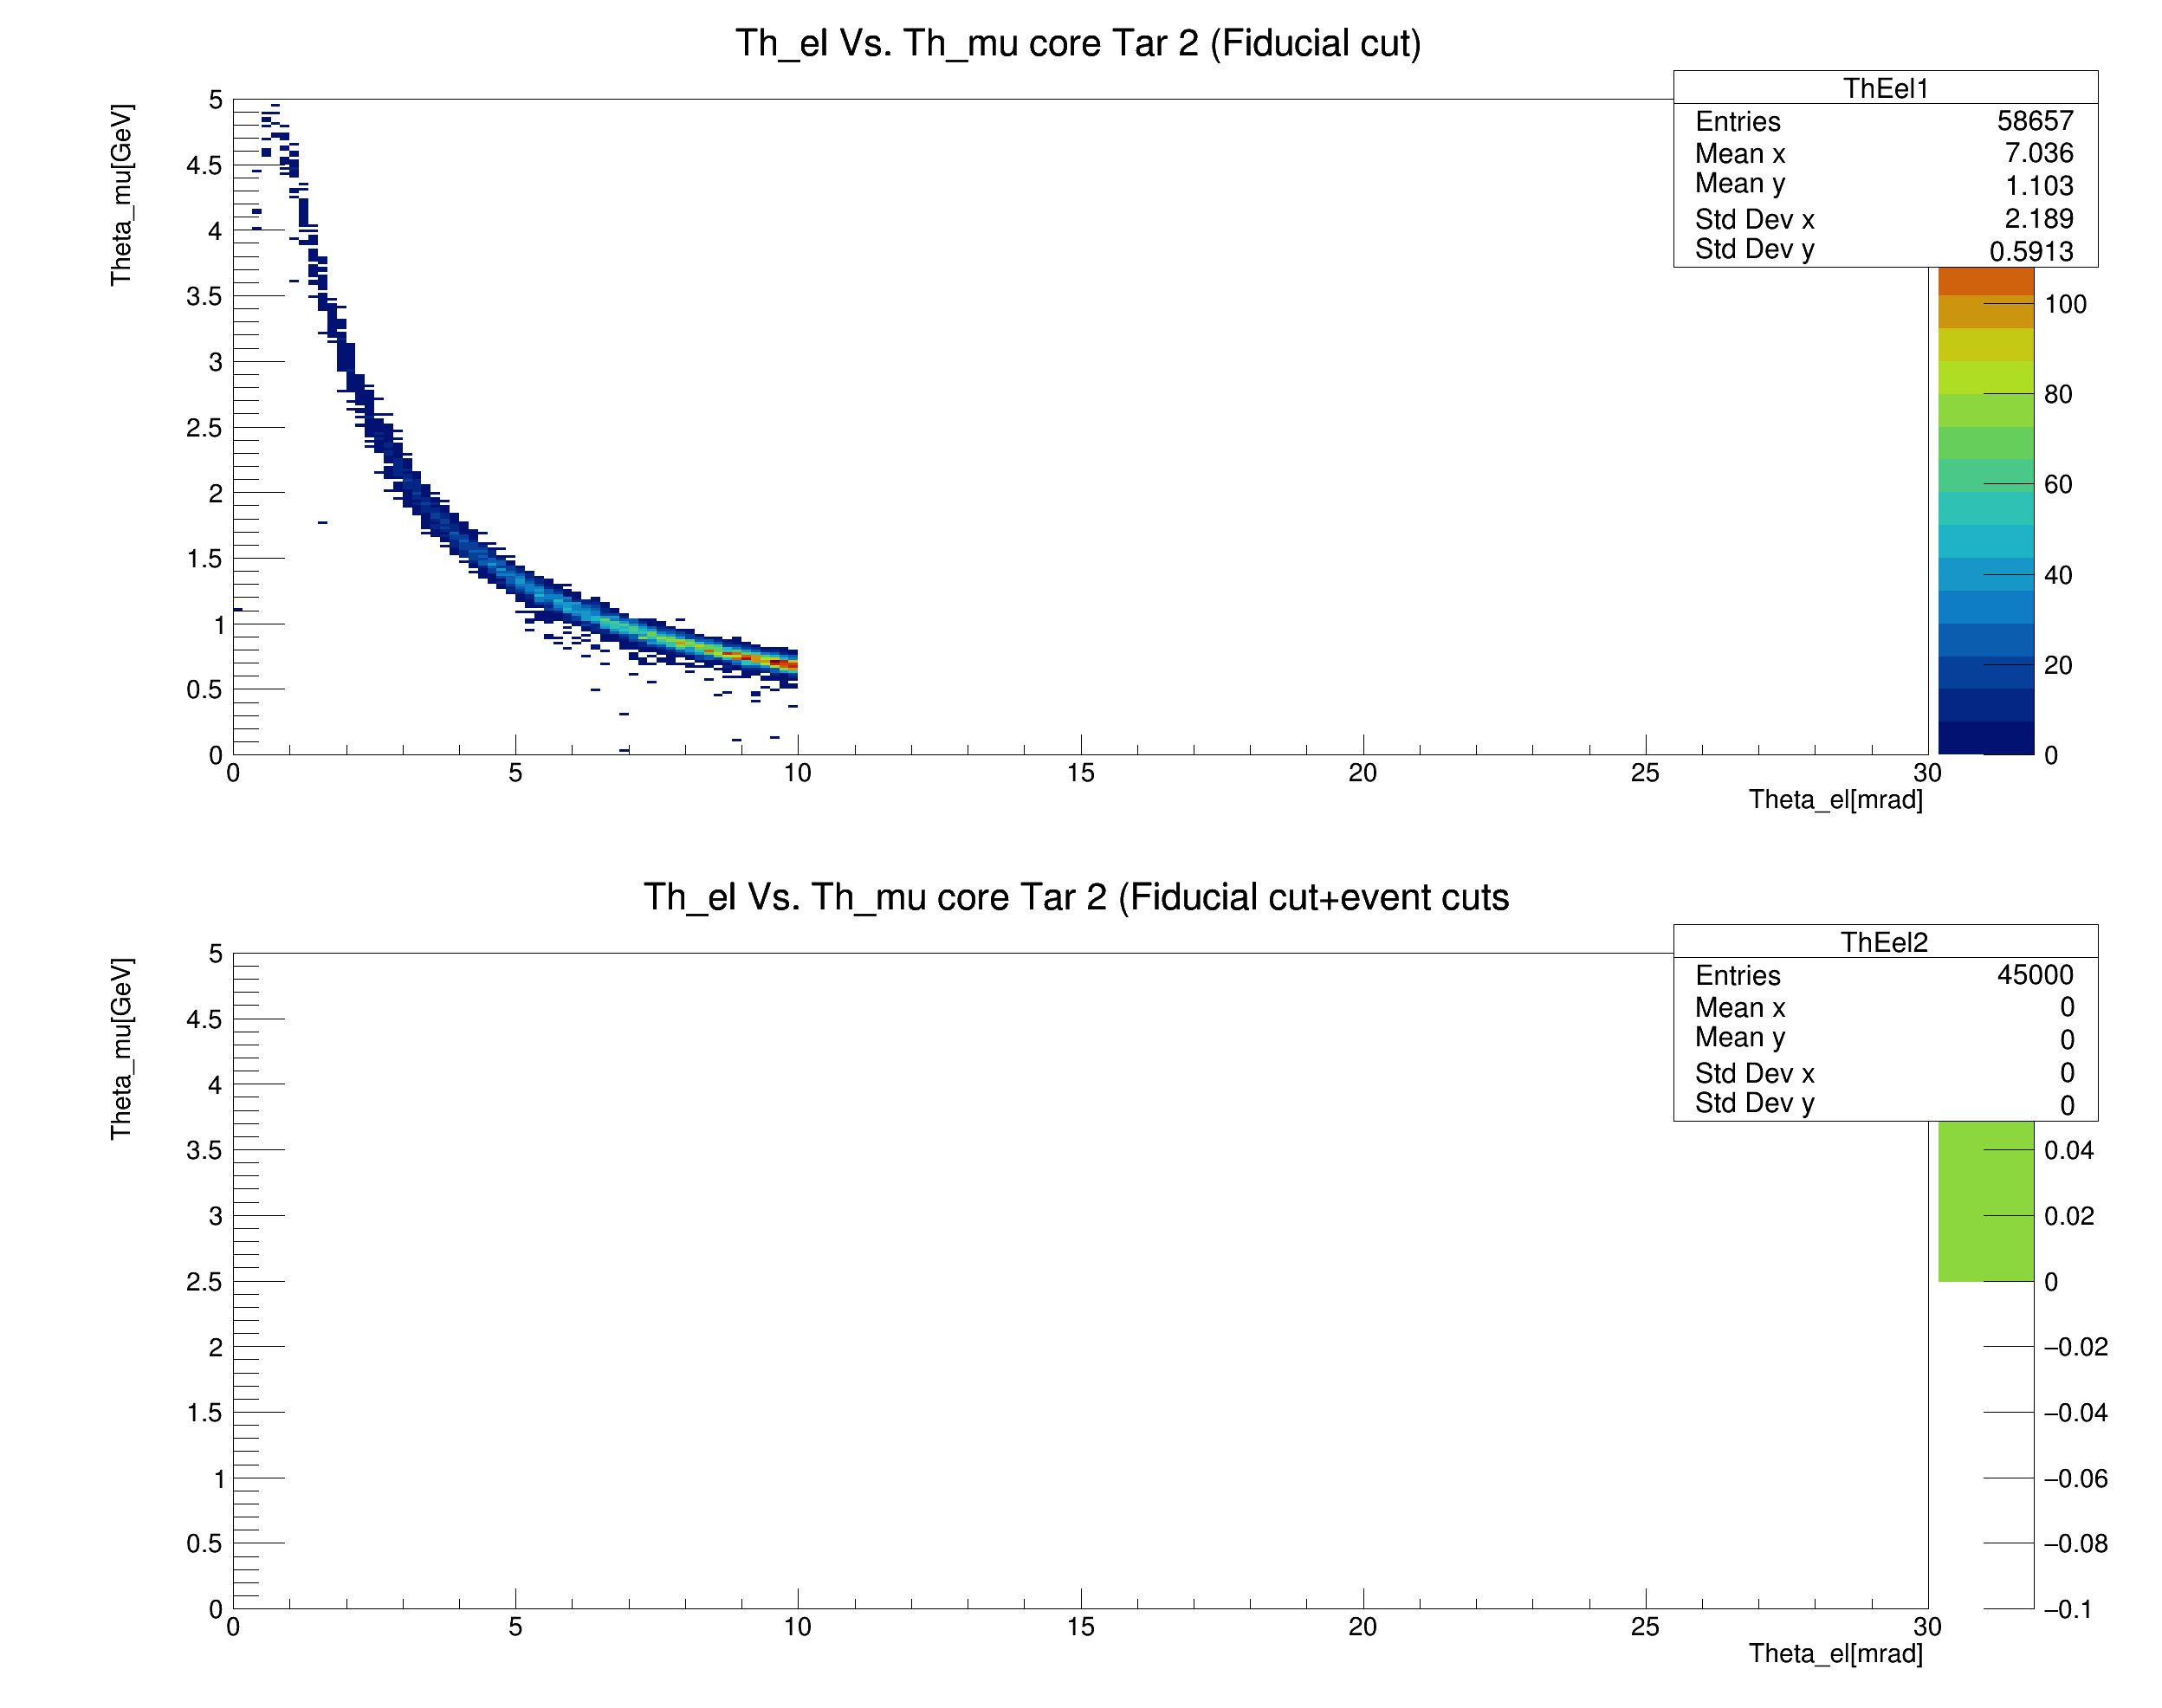 Th_el Vs. Th_mu core Tar 2 (Fiducial cut)
Theta_mu[GeV]
ThEel1
Entries 58657
Mean x 7.036
Mean y 1.103
Std Dev x 2.189
Std Dev y 0.5913
5
4.5
4
3.5
3
2.5
2
1.5
1
0.5
0
0 5 10 15 20 25 30
Theta_el[mrad]
100
80
60
40
20
0
Th_el Vs. Th_mu core Tar 2 (Fiducial cut+event cuts
Theta_mu[GeV]
ThEel2
Entries 45000
Mean x 0
Mean y 0
Std Dev x 0
Std Dev y 0
5
4.5
4
3.5
3
2.5
2
1.5
1
0.5
0
0 5 10 15 20 25 30
Theta_el[mrad]
0.04
0.02
0
−0.02
−0.04
−0.06
−0.08
−0.1